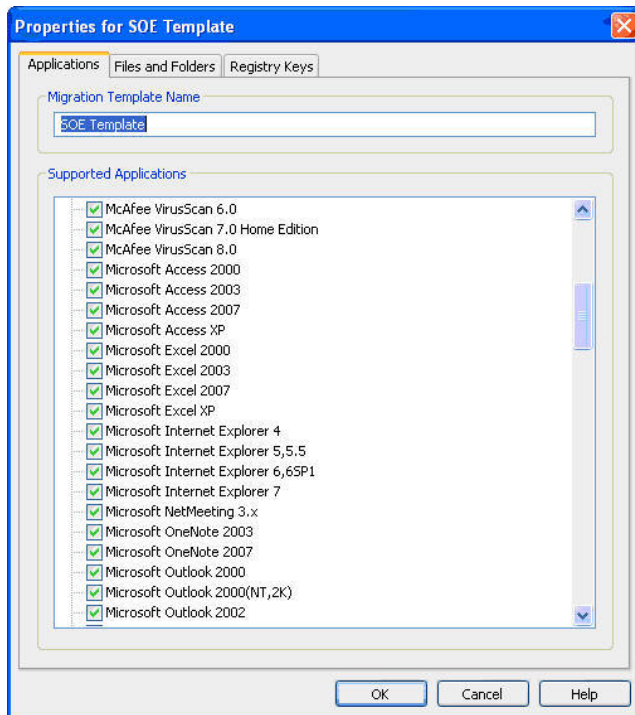 Properties for SOE Template
Applications Files and Folders Registry Keys
Migration Template Name
SOE Template
Supported Applications
McAfee VirusScan 6.0
McAfee VirusScan 7.0 Home Edition
McAfee VirusScan 8.0
Microsoft Access 2000
Microsoft Access 2003
Microsoft Access 2007
Microsoft Access XP
Microsoft Excel 2000
Microsoft Excel 2003
Microsoft Excel 2007
Microsoft Excel XP
Microsoft Internet Explorer 4
Microsoft Internet Explorer 5,5.5
Microsoft Internet Explorer 6,6SP1
Microsoft Internet Explorer 7
Microsoft NetMeeting 3.x
Microsoft OneNote 2003
Microsoft OneNote 2007
Microsoft Outlook 2000
Microsoft Outlook 2000(NT,2K)
Microsoft Outlook 2002
OK Cancel Help